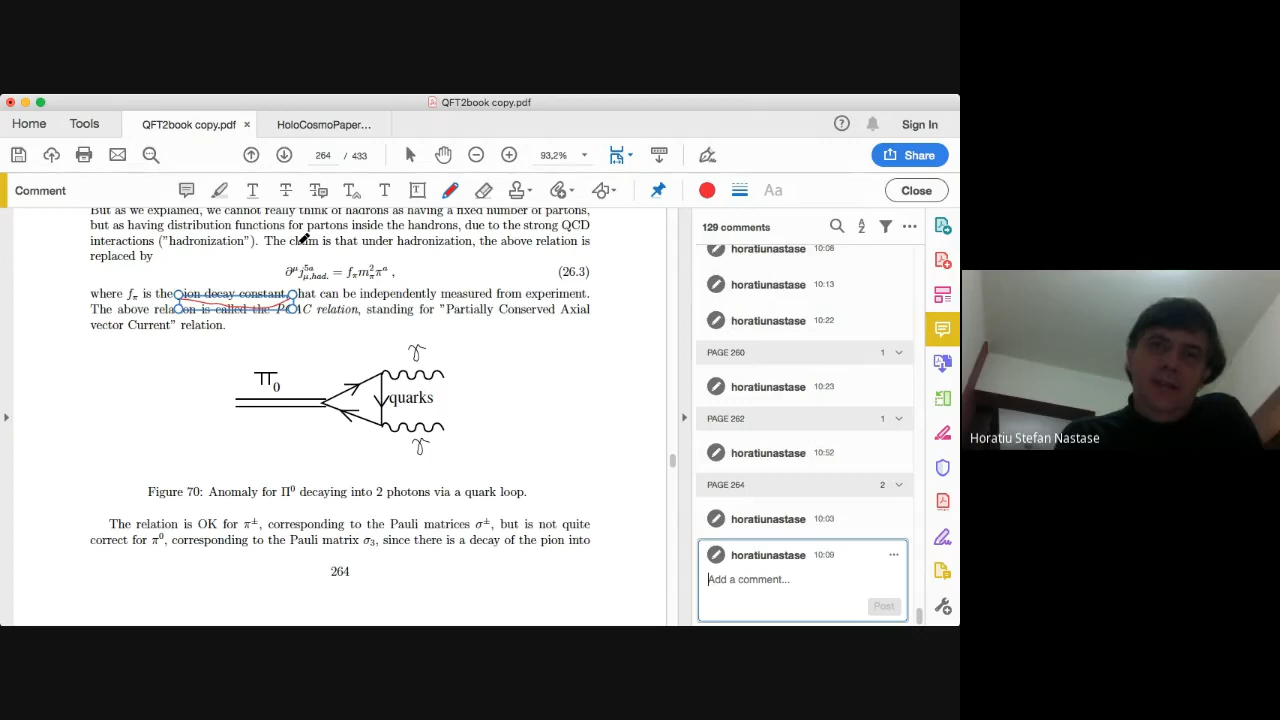 QFT2book copy.pdf
Home
Tools
QFT2book copy.pdf ×
HoloCosmoPaper...
Sign In
264 / 433
93,2%
Share
Comment
Aa
Close
But as we explained, we cannot really think of hadrons as having a fixed number of partons,
but as having distribution functions for partons inside the handrons, due to the strong QCD
interactions ("hadronization"). The claim is that under hadronization, the above relation is
replaced by
∂^μ j^{5a}_{μ,had.} = f_π m²_π π^a , (26.3)
where f_π is the pion decay constant, that can be independently measured from experiment.
The above relation is called the PCAC relation, standing for "Partially Conserved Axial
vector Current" relation.
Π₀
γ
quarks
γ
Figure 70: Anomaly for Π⁰ decaying into 2 photons via a quark loop.
The relation is OK for π^±, corresponding to the Pauli matrices σ^±, but is not quite
correct for π⁰, corresponding to the Pauli matrix σ₃, since there is a decay of the pion into
264
129 comments
horatiunastase 10:08
horatiunastase 10:13
horatiunastase 10:22
PAGE 260 1
horatiunastase 10:23
PAGE 262 1
horatiunastase 10:52
PAGE 264 2
horatiunastase 10:03
horatiunastase 10:09
Add a comment...
Post
Horatiu Stefan Nastase